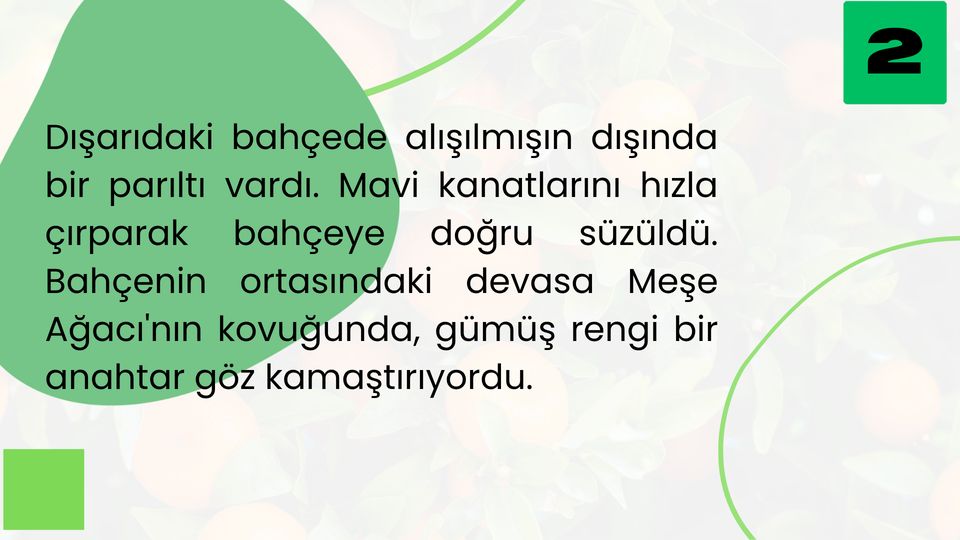 2
Dışarıdaki bahçede alışılmışın dışında
bir parıltı vardı. Mavi kanatlarını hızla
çırparak bahçeye doğru süzüldü.
Bahçenin ortasındaki devasa Meşe
Ağacı'nın kovuğunda, gümüş rengi bir
anahtar göz kamaştırıyordu.